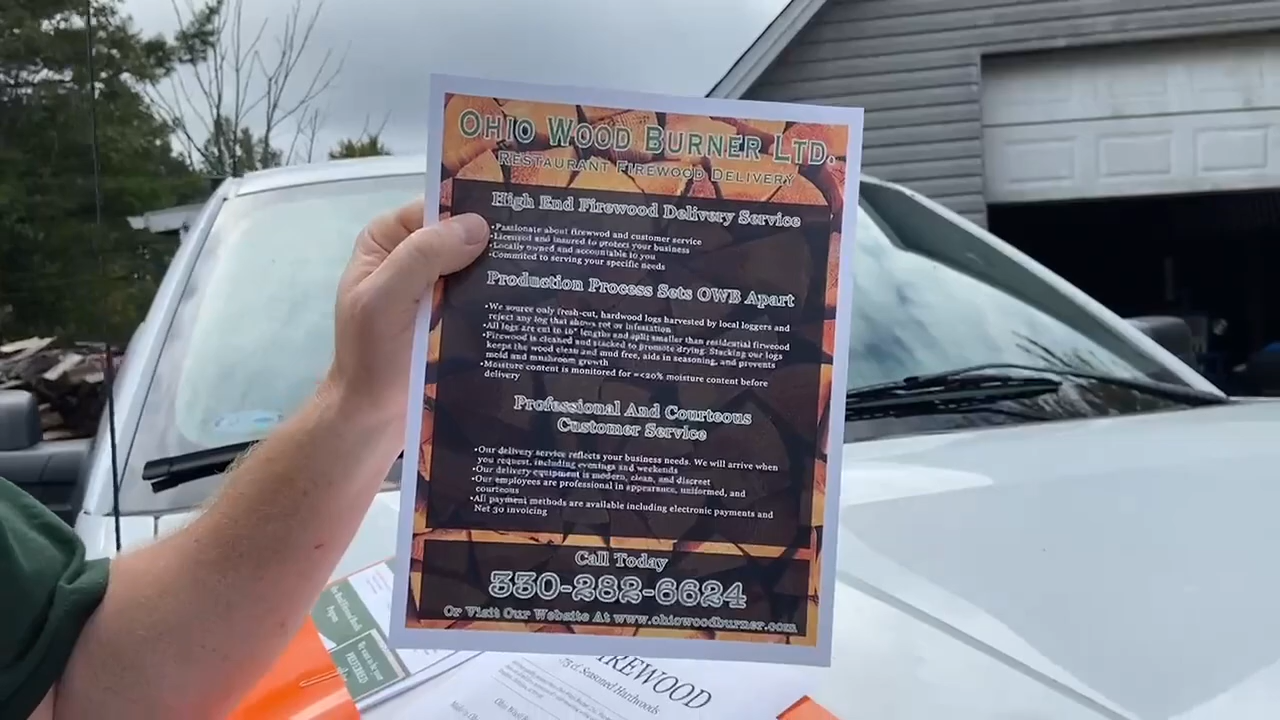 OHIO WOOD BURNER LTD.
RESTAURANT FIREWOOD DELIVERY
High End Firewood Delivery Service
•Passionate about firewwod and customer service
•Licensed and insured to protect your business
•Locally owned and accountable to you
•Commited to serving your specific needs
Production Process Sets OWB Apart
•We source only fresh-cut, hardwood logs harvested by local loggers and
reject any log that shows rot or infestation
•All logs are cut to 16" lengths and split smaller than residential firewood
Firewood is cleaned and stacked to promote drying. Stacking our logs
keeps the wood clean and mud free, aids in seasoning, and prevents
mold and mushroom growth
•Moisture content is monitored for =<20% moisture content before
delivery
Professional And Courteous
Customer Service
•Our delivery service reflects your business needs. We will arrive when
you request, including evenings and weekends
•Our delivery equipment is modern, clean, and discreet
•Our employees are professional in appearance, uniformed, and
courteous
•All payment methods are available including electronic payments and
Net 30 invoicing
Call Today
330-282-6624
Or Visit Our Website At www.ohiowoodburner.com
We want to be your
PREFERRED
FIREWOOD
.75 cf. Seasoned Hardwoods